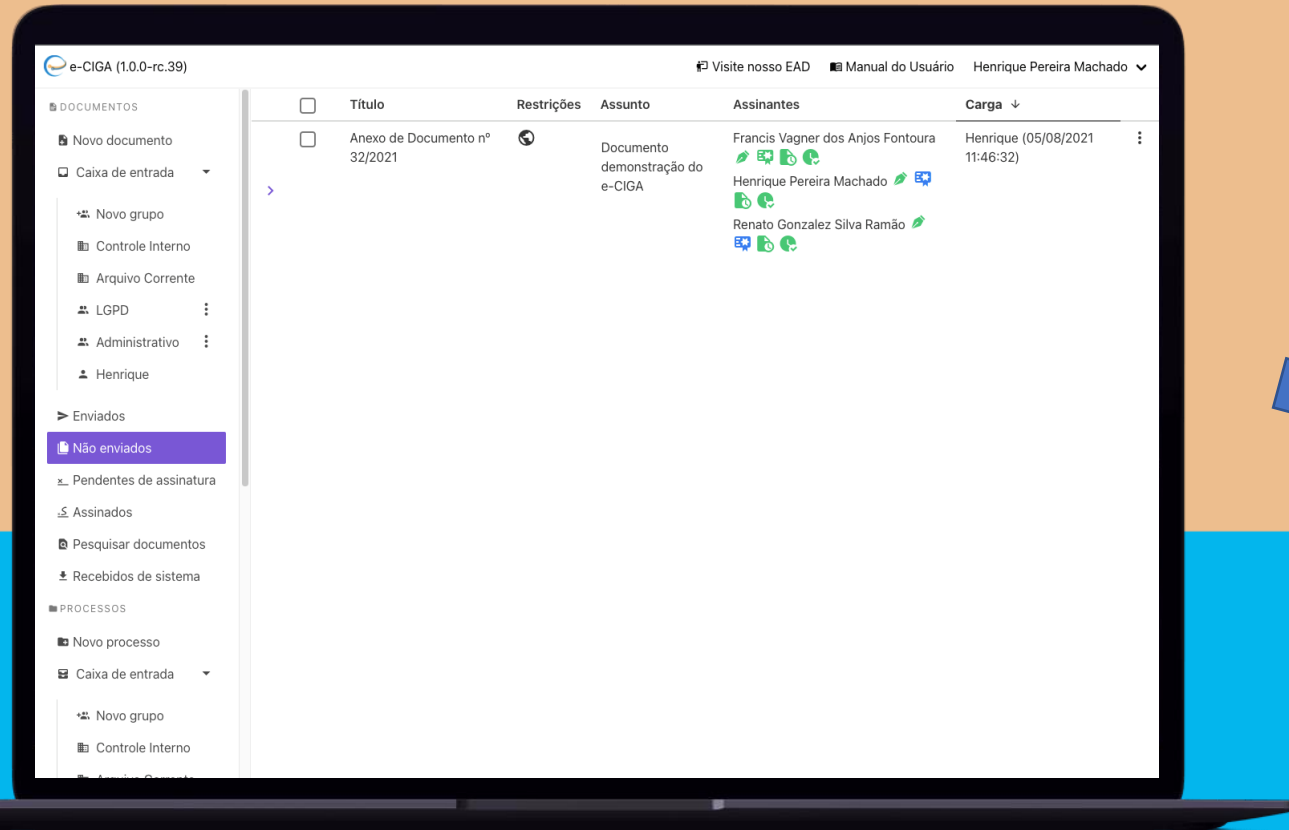 e-CIGA (1.0.0-rc.39)
Visite nosso EAD
Manual do Usuário
Henrique Pereira Machado
DOCUMENTOS
Novo documento
Caixa de entrada
Novo grupo
Controle Interno
Arquivo Corrente
LGPD
Administrativo
Henrique
Enviados
Não enviados
Pendentes de assinatura
Assinados
Pesquisar documentos
Recebidos de sistema
PROCESSOS
Novo processo
Caixa de entrada
Novo grupo
Controle Interno
Arquivo Corrente
Título
Restrições
Assunto
Assinantes
Carga
Anexo de Documento nº
32/2021
Documento
demonstração do
e-CIGA
Francis Vagner dos Anjos Fontoura
Henrique Pereira Machado
Renato Gonzalez Silva Ramão
Henrique (05/08/2021
11:46:32)